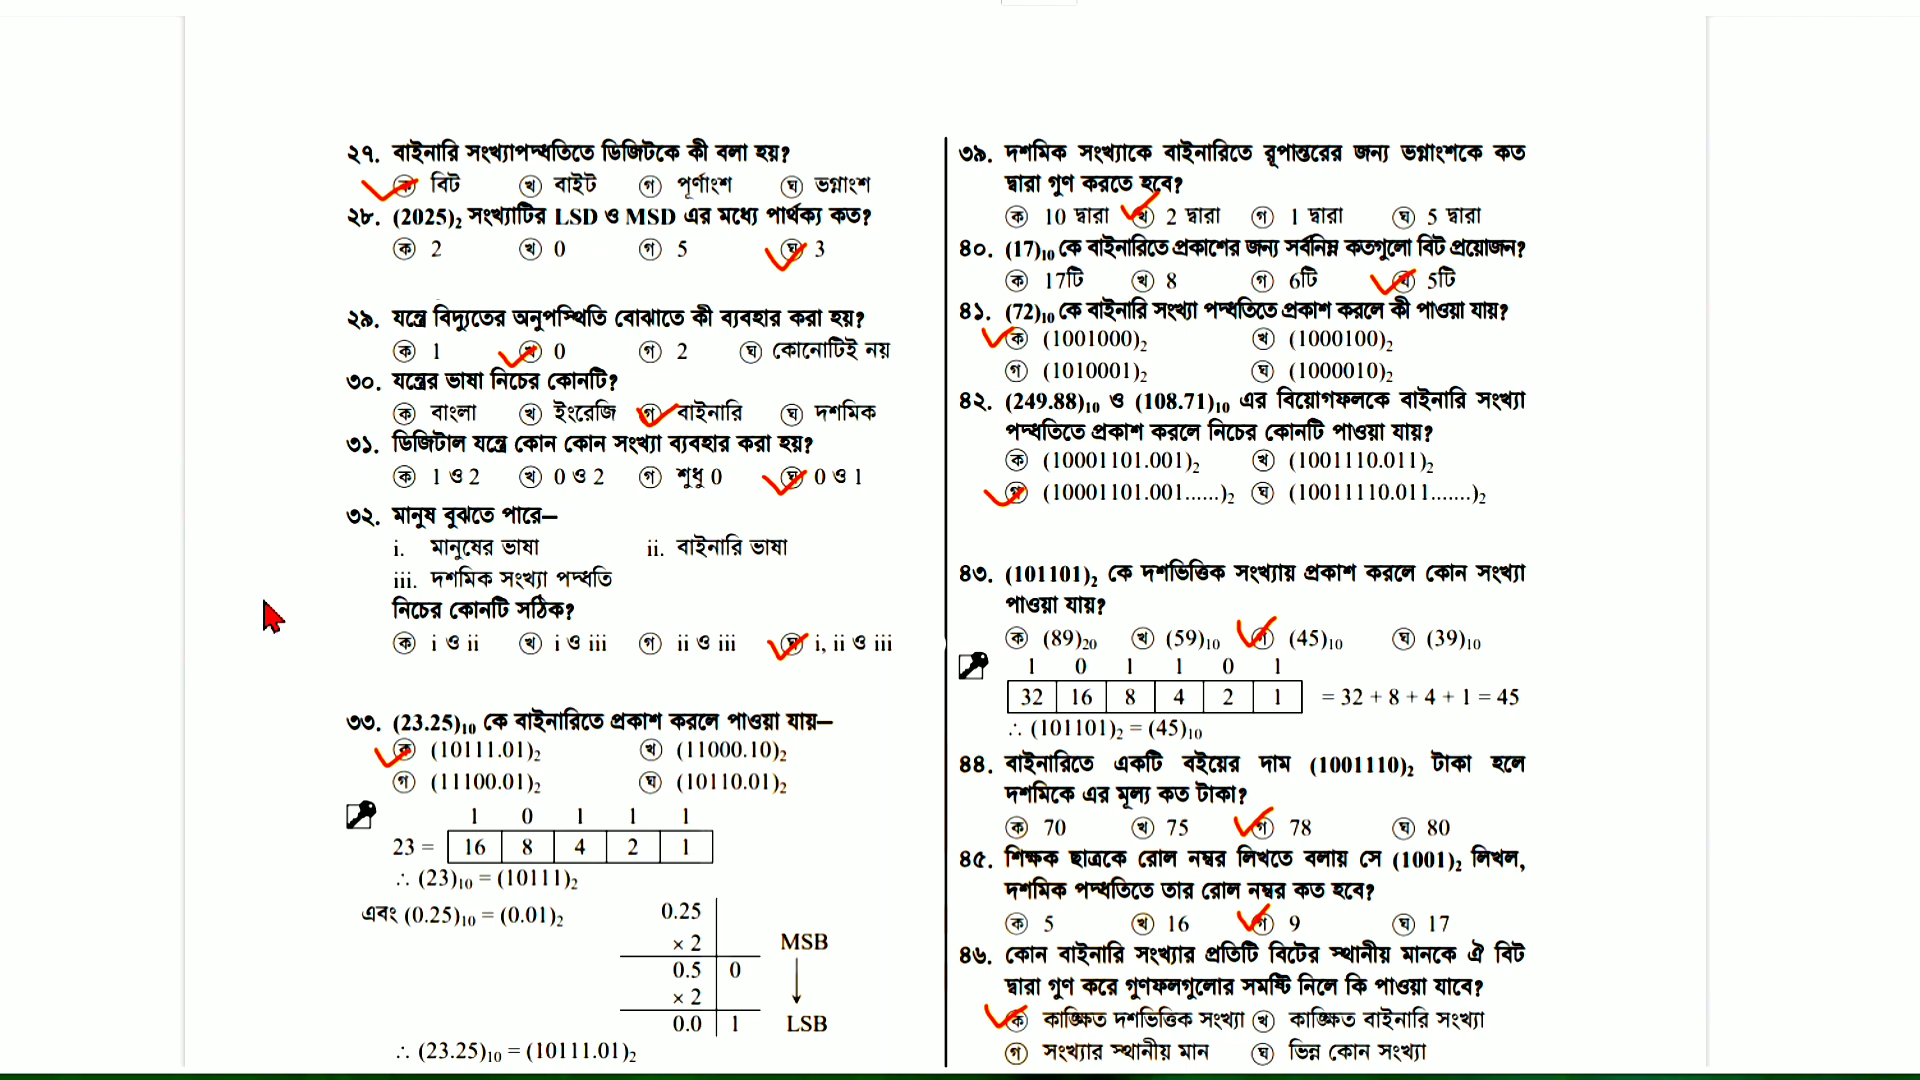 ২৭. বাইনারি সংখ্যাপদ্ধতিতে ডিজিটকে কী বলা হয়?
ক বিট খ বাইট গ পূর্ণাংশ ঘ ভগ্নাংশ
২৮. (2025)₂ সংখ্যাটির LSD ও MSD এর মধ্যে পার্থক্য কত?
ক 2 খ 0 গ 5 ঘ 3
২৯. যন্ত্রে বিদ্যুতের অনুপস্থিতি বোঝাতে কী ব্যবহার করা হয়?
ক 1 খ 0 গ 2 ঘ কোনোটিই নয়
৩০. যন্ত্রের ভাষা নিচের কোনটি?
ক বাংলা খ ইংরেজি গ বাইনারি ঘ দশমিক
৩১. ডিজিটাল যন্ত্রে কোন কোন সংখ্যা ব্যবহার করা হয়?
ক 1 ও 2 খ 0 ও 2 গ শুধু 0 ঘ 0 ও 1
৩২. মানুষ বুঝতে পারে—
i. মানুষের ভাষা ii. বাইনারি ভাষা
iii. দশমিক সংখ্যা পদ্ধতি
নিচের কোনটি সঠিক?
ক i ও ii খ i ও iii গ ii ও iii ঘ i, ii ও iii
৩৩. (23.25)₁₀ কে বাইনারিতে প্রকাশ করলে পাওয়া যায়—
ক (10111.01)₂ খ (11000.10)₂
গ (11100.01)₂ ঘ (10110.01)₂
1 0 1 1 1
23 = 16 8 4 2 1
∴ (23)₁₀ = (10111)₂
এবং (0.25)₁₀ = (0.01)₂ 0.25
× 2 MSB
0.5 0
× 2
0.0 1 LSB
∴ (23.25)₁₀ = (10111.01)₂
৩৯. দশমিক সংখ্যাকে বাইনারিতে রূপান্তরের জন্য ভগ্নাংশকে কত
দ্বারা গুণ করতে হবে?
ক 10 দ্বারা খ 2 দ্বারা গ 1 দ্বারা ঘ 5 দ্বারা
৪০. (17)₁₀ কে বাইনারিতে প্রকাশের জন্য সর্বনিম্ন কতগুলো বিট প্রয়োজন?
ক 17টি খ 8 গ 6টি ঘ 5টি
৪১. (72)₁₀ কে বাইনারি সংখ্যা পদ্ধতিতে প্রকাশ করলে কী পাওয়া যায়?
ক (1001000)₂ খ (1000100)₂
গ (1010001)₂ ঘ (1000010)₂
৪২. (249.88)₁₀ ও (108.71)₁₀ এর বিয়োগফলকে বাইনারি সংখ্যা
পদ্ধতিতে প্রকাশ করলে নিচের কোনটি পাওয়া যায়?
ক (10001101.001)₂ খ (1001110.011)₂
গ (10001101.001......)₂ ঘ (10011110.011.......)₂
৪৩. (101101)₂ কে দশভিত্তিক সংখ্যায় প্রকাশ করলে কোন সংখ্যা
পাওয়া যায়?
ক (89)₂₀ খ (59)₁₀ গ (45)₁₀ ঘ (39)₁₀
1 0 1 1 0 1
32 16 8 4 2 1 = 32 + 8 + 4 + 1 = 45
∴ (101101)₂ = (45)₁₀
৪৪. বাইনারিতে একটি বইয়ের দাম (1001110)₂ টাকা হলে
দশমিকে এর মূল্য কত টাকা?
ক 70 খ 75 গ 78 ঘ 80
৪৫. শিক্ষক ছাত্রকে রোল নম্বর লিখতে বলায় সে (1001)₂ লিখল,
দশমিক পদ্ধতিতে তার রোল নম্বর কত হবে?
ক 5 খ 16 গ 9 ঘ 17
৪৬. কোন বাইনারি সংখ্যার প্রতিটি বিটের স্থানীয় মানকে ঐ বিট
দ্বারা গুণ করে গুণফলগুলোর সমষ্টি নিলে কি পাওয়া যাবে?
ক কাঙ্ক্ষিত দশভিত্তিক সংখ্যা খ কাঙ্ক্ষিত বাইনারি সংখ্যা
গ সংখ্যার স্থানীয় মান ঘ ভিন্ন কোন সংখ্যা